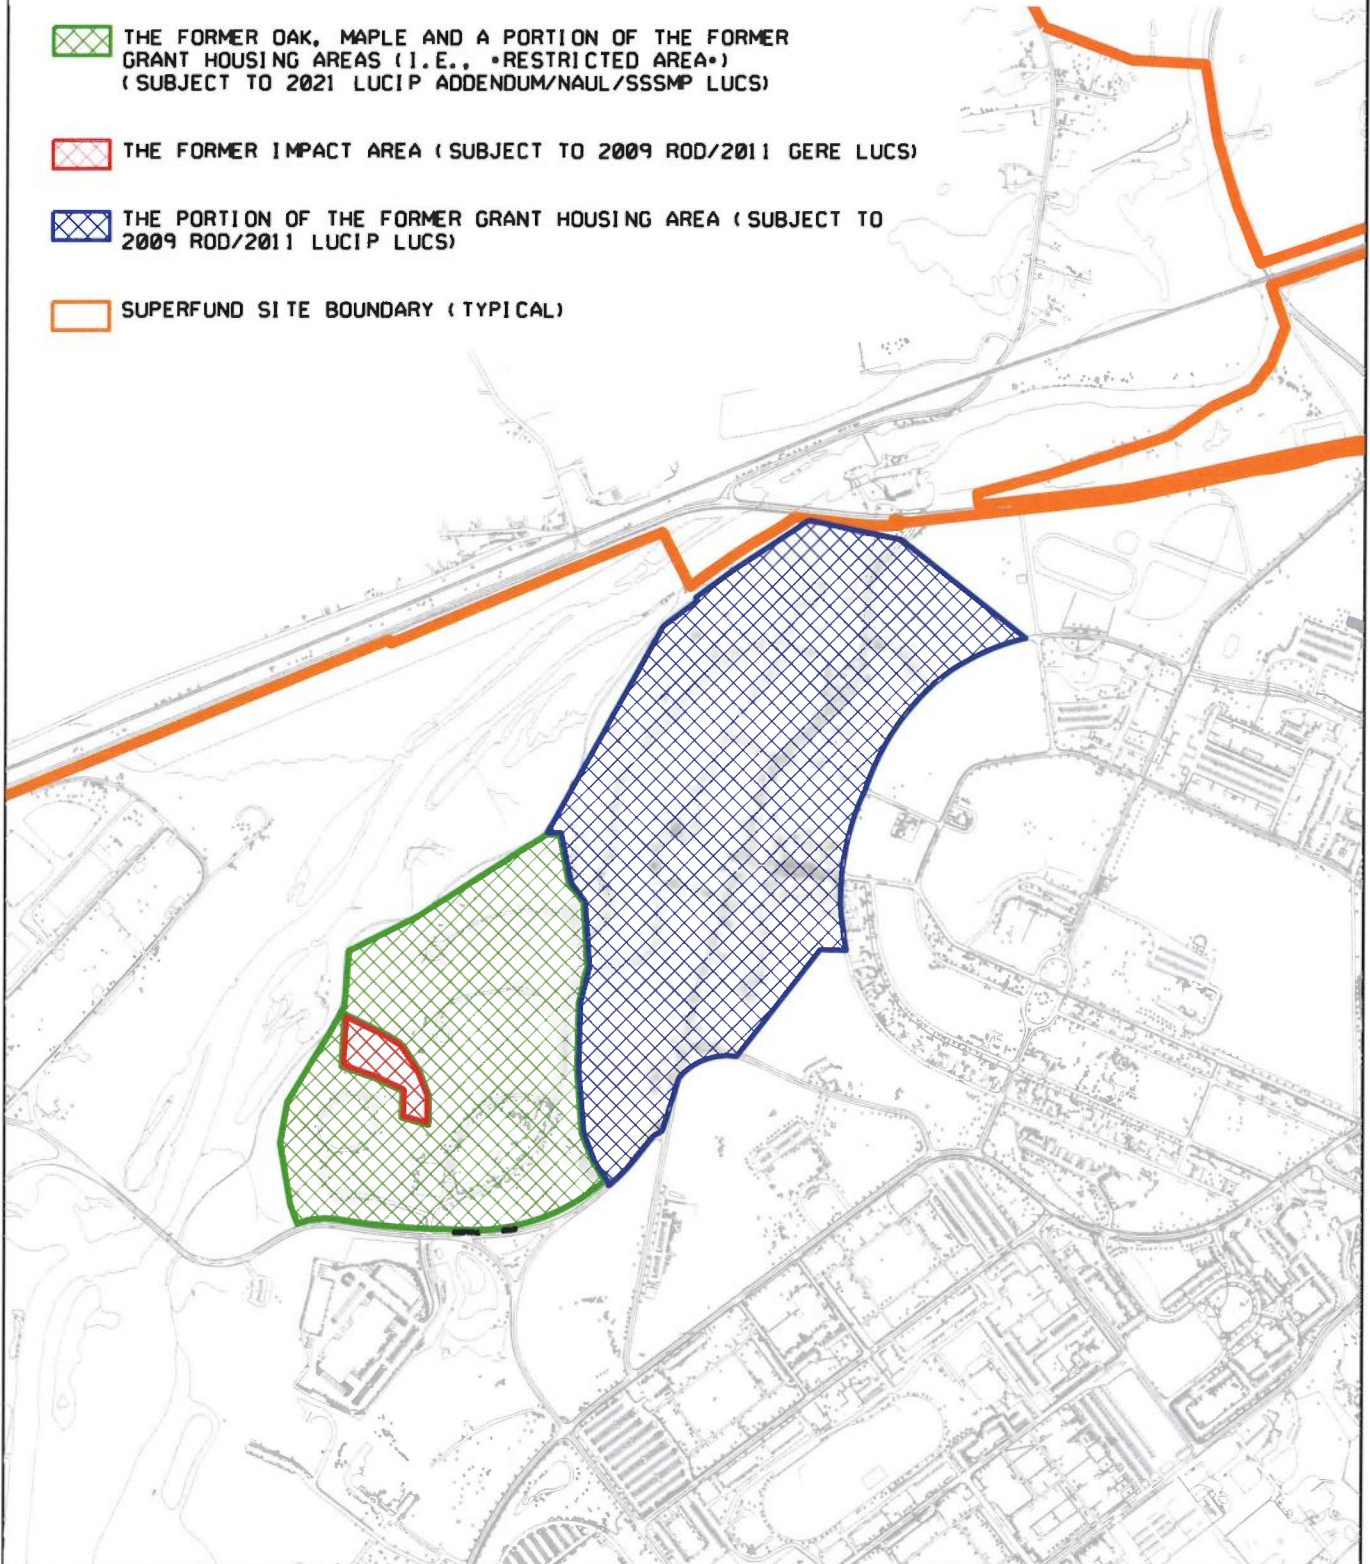 THE FORMER OAK, MAPLE AND A PORTION OF THE FORMER
GRANT HOUSING AREAS (I.E., "RESTRICTED AREA")
(SUBJECT TO 2021 LUCIP ADDENDUM/NAUL/SSSMP LUCS)
THE FORMER IMPACT AREA (SUBJECT TO 2009 ROD/2011 GERE LUCS)
THE PORTION OF THE FORMER GRANT HOUSING AREA (SUBJECT TO
2009 ROD/2011 LUCIP LUCS)
SUPERFUND SITE BOUNDARY (TYPICAL)